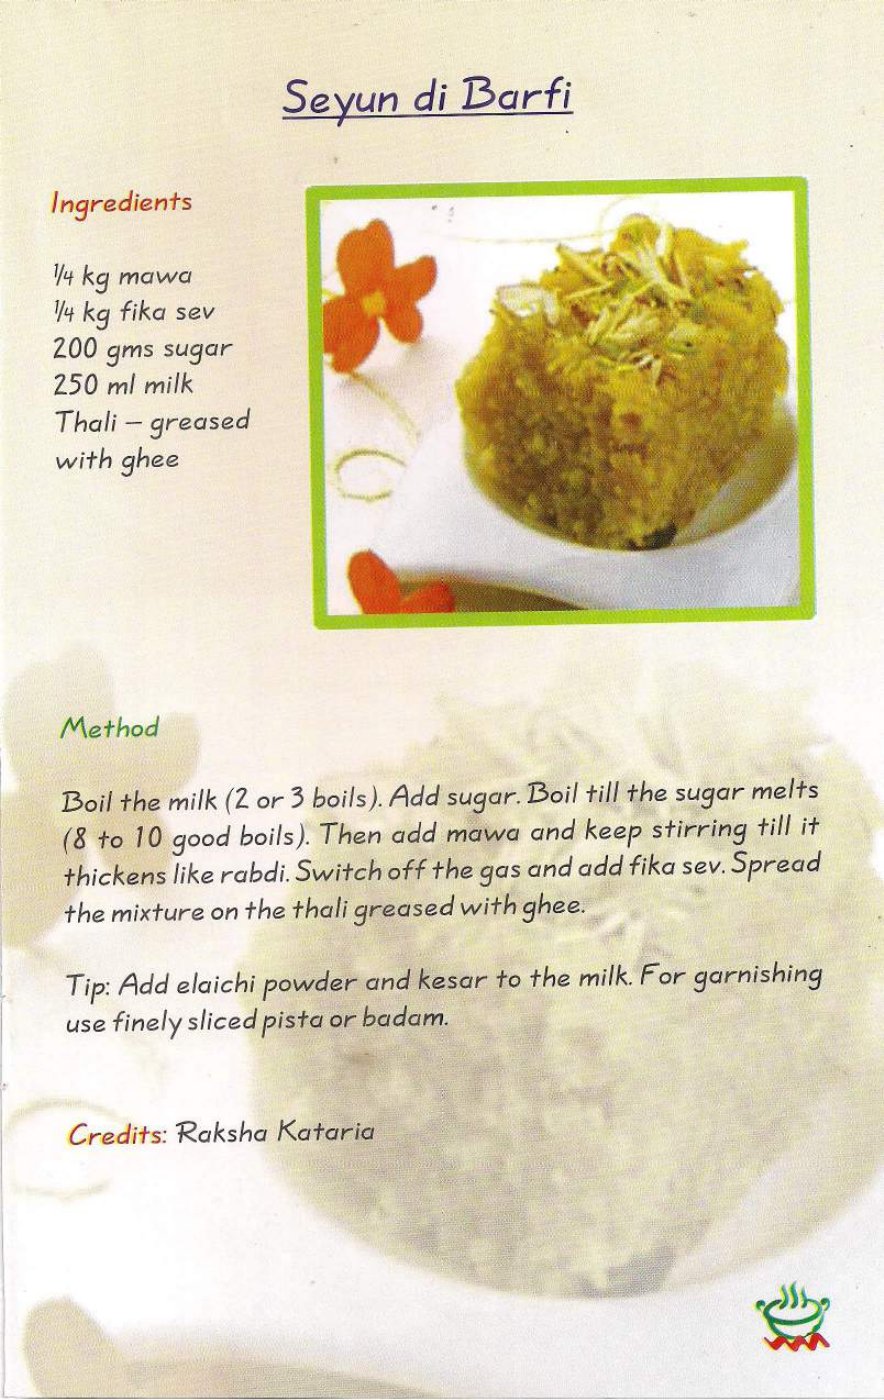 Seyun di Barfi
Ingredients
1/4 kg mawa
1/4 kg fika sev
200 gms sugar
250 ml milk
Thali – greased
with ghee
Method
Boil the milk (2 or 3 boils). Add sugar. Boil till the sugar melts
(8 to 10 good boils). Then add mawa and keep stirring till it
thickens like rabdi. Switch off the gas and add fika sev. Spread
the mixture on the thali greased with ghee.
Tip: Add elaichi powder and kesar to the milk. For garnishing
use finely sliced pista or badam.
Credits: Raksha Kataria